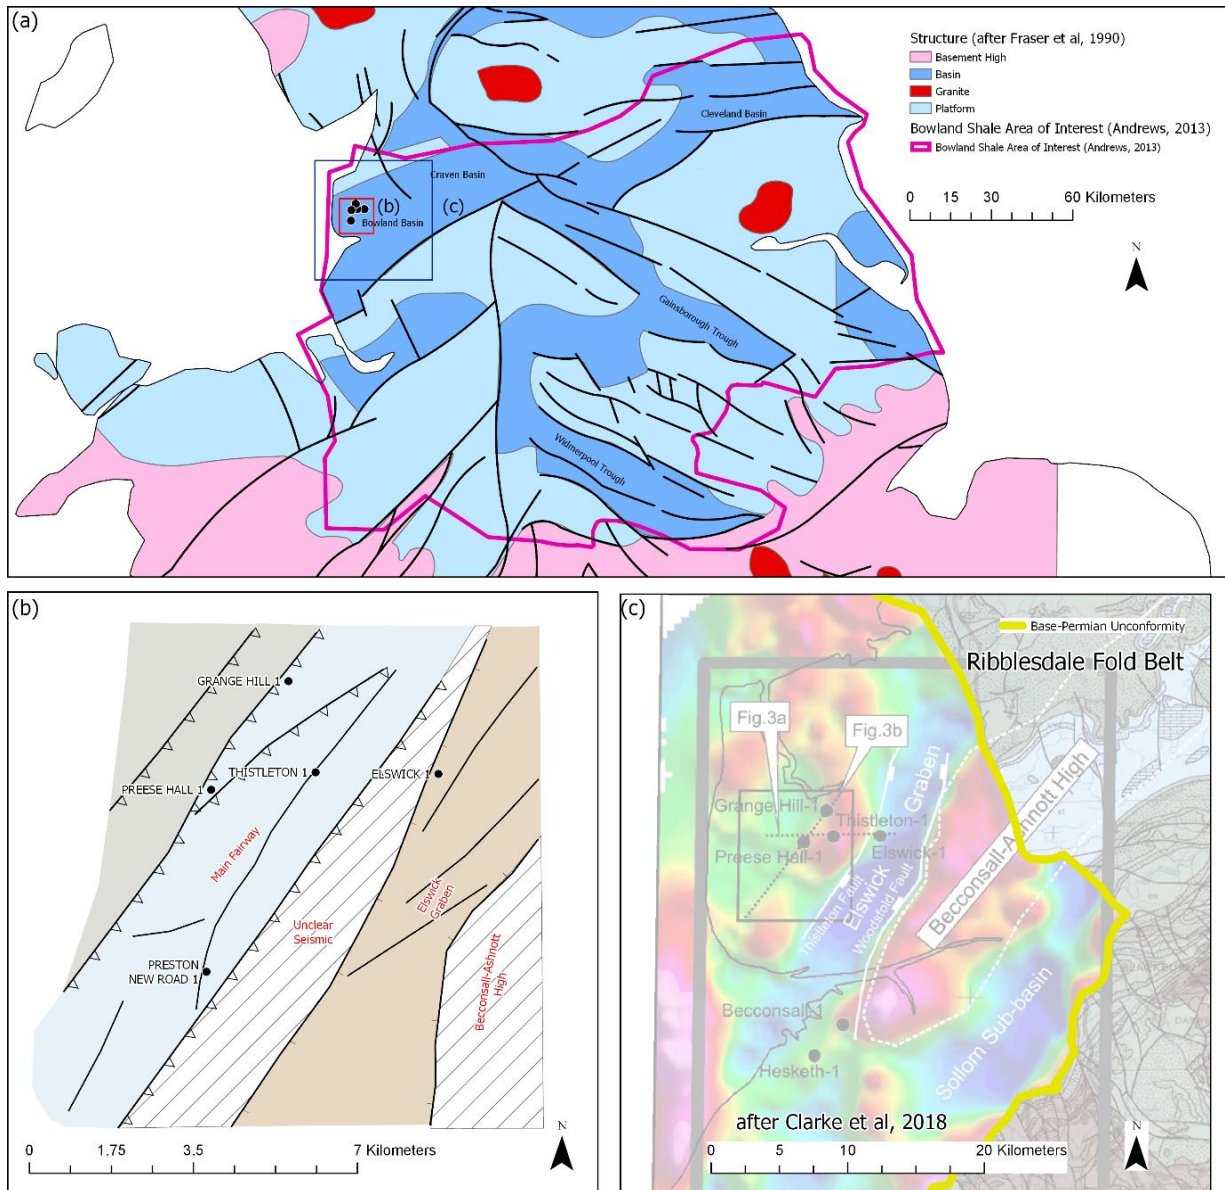 (a)
Structure (after Fraser et al, 1990)
Basement High
Basin
Granite
Platform
Bowland Shale Area of Interest (Andrews, 2013)
Bowland Shale Area of Interest (Andrews, 2013)
0 15 30 60 Kilometers
N
Cleveland Basin
Craven Basin
(b)
(c)
Bowland Basin
Gainsborough Trough
Widmerpool Trough
(b)
GRANGE HILL 1
THISTLETON 1
ELSWICK 1
PREESE HALL 1
Main Fairway
Unclear
Seismic
Elswick
Graben
Becconsall-Ashnott
High
PRESTON
NEW ROAD 1
0 1.75 3.5 7 Kilometers
N
(c)
Base-Permian Unconformity
Ribblesdale Fold Belt
Fig.3a
Fig.3b
Grange Hill-1
Thistleton-1
Preese Hall-1
Elswick-1
Elswick Graben
Thistleton Fault
Woodsfold Fault
Becconsall-Ashnott High
Becconsall-1
Hesketh-1
Sollom Sub-basin
after Clarke et al, 2018
0 5 10 20 Kilometers
N